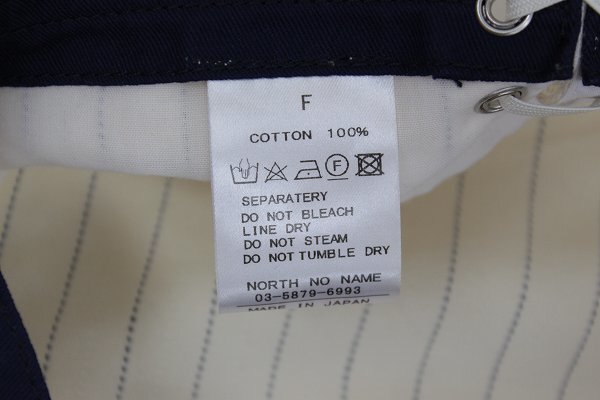 F
COTTON 100%
F
SEPARATERY
DO NOT BLEACH
LINE DRY
DO NOT STEAM
DO NOT TUMBLE DRY
NORTH NO NAME
03-5879-6993
MADE IN JAPAN